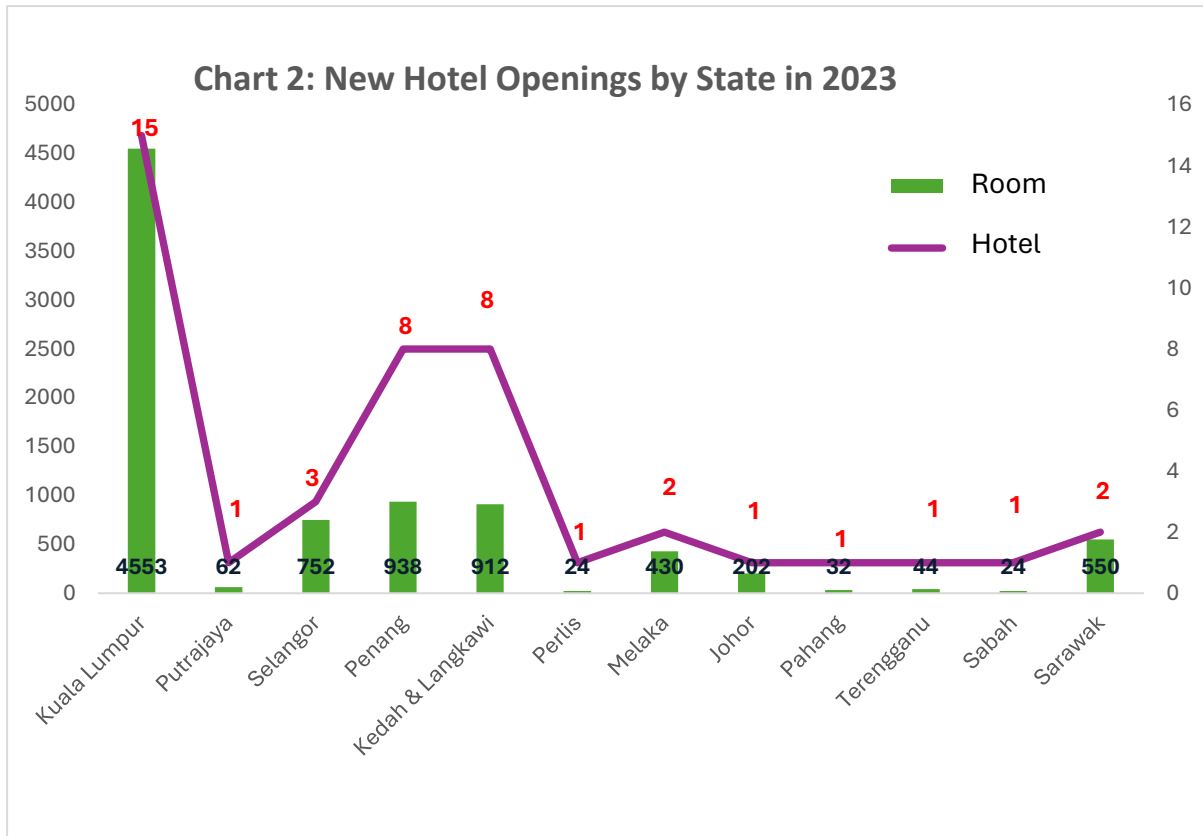 Chart 2: New Hotel Openings by State in 2023
5000
4500
4000
3500
3000
2500
2000
1500
1000
500
0
16
14
12
10
8
6
4
2
0
Room
Hotel
15
1
3
8
8
1
2
1
1
1
1
2
4553
62
752
938
912
24
430
202
32
44
24
550
Kuala Lumpur
Putrajaya
Selangor
Penang
Kedah & Langkawi
Perlis
Melaka
Johor
Pahang
Terengganu
Sabah
Sarawak